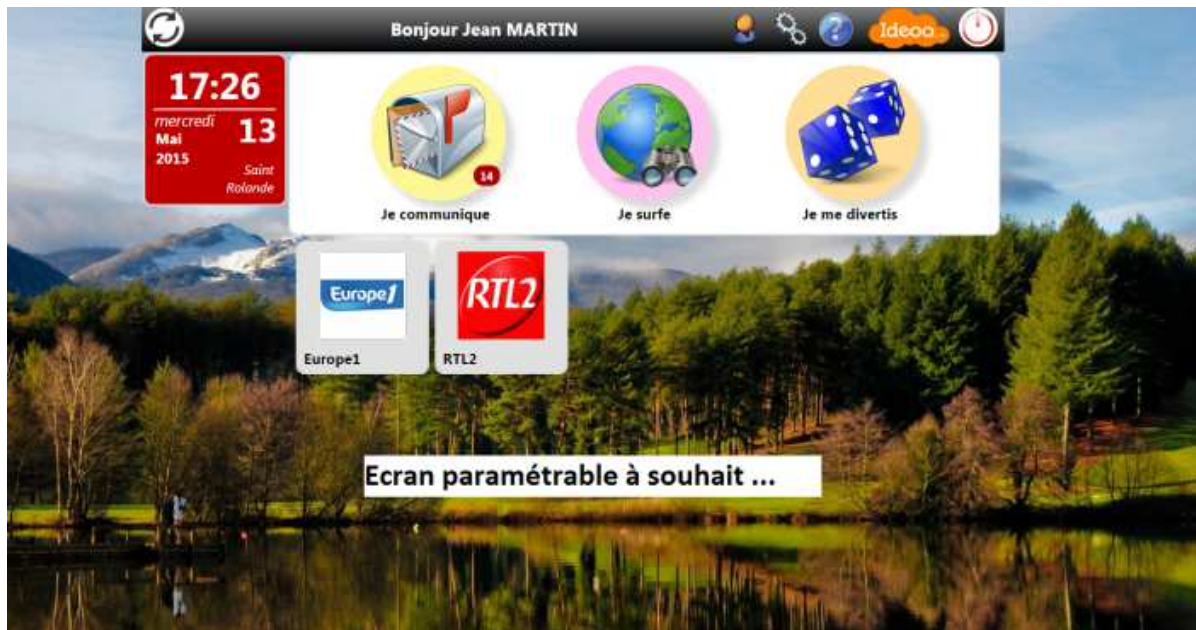 Bonjour Jean MARTIN
Ideoo
17:26
mercredi
Mai
13
2015
Saint
Rolande
14
Je communique
Je surfe
Je me divertis
Europe1
RTL2
Europe1
RTL2
Ecran paramétrable à souhait ...